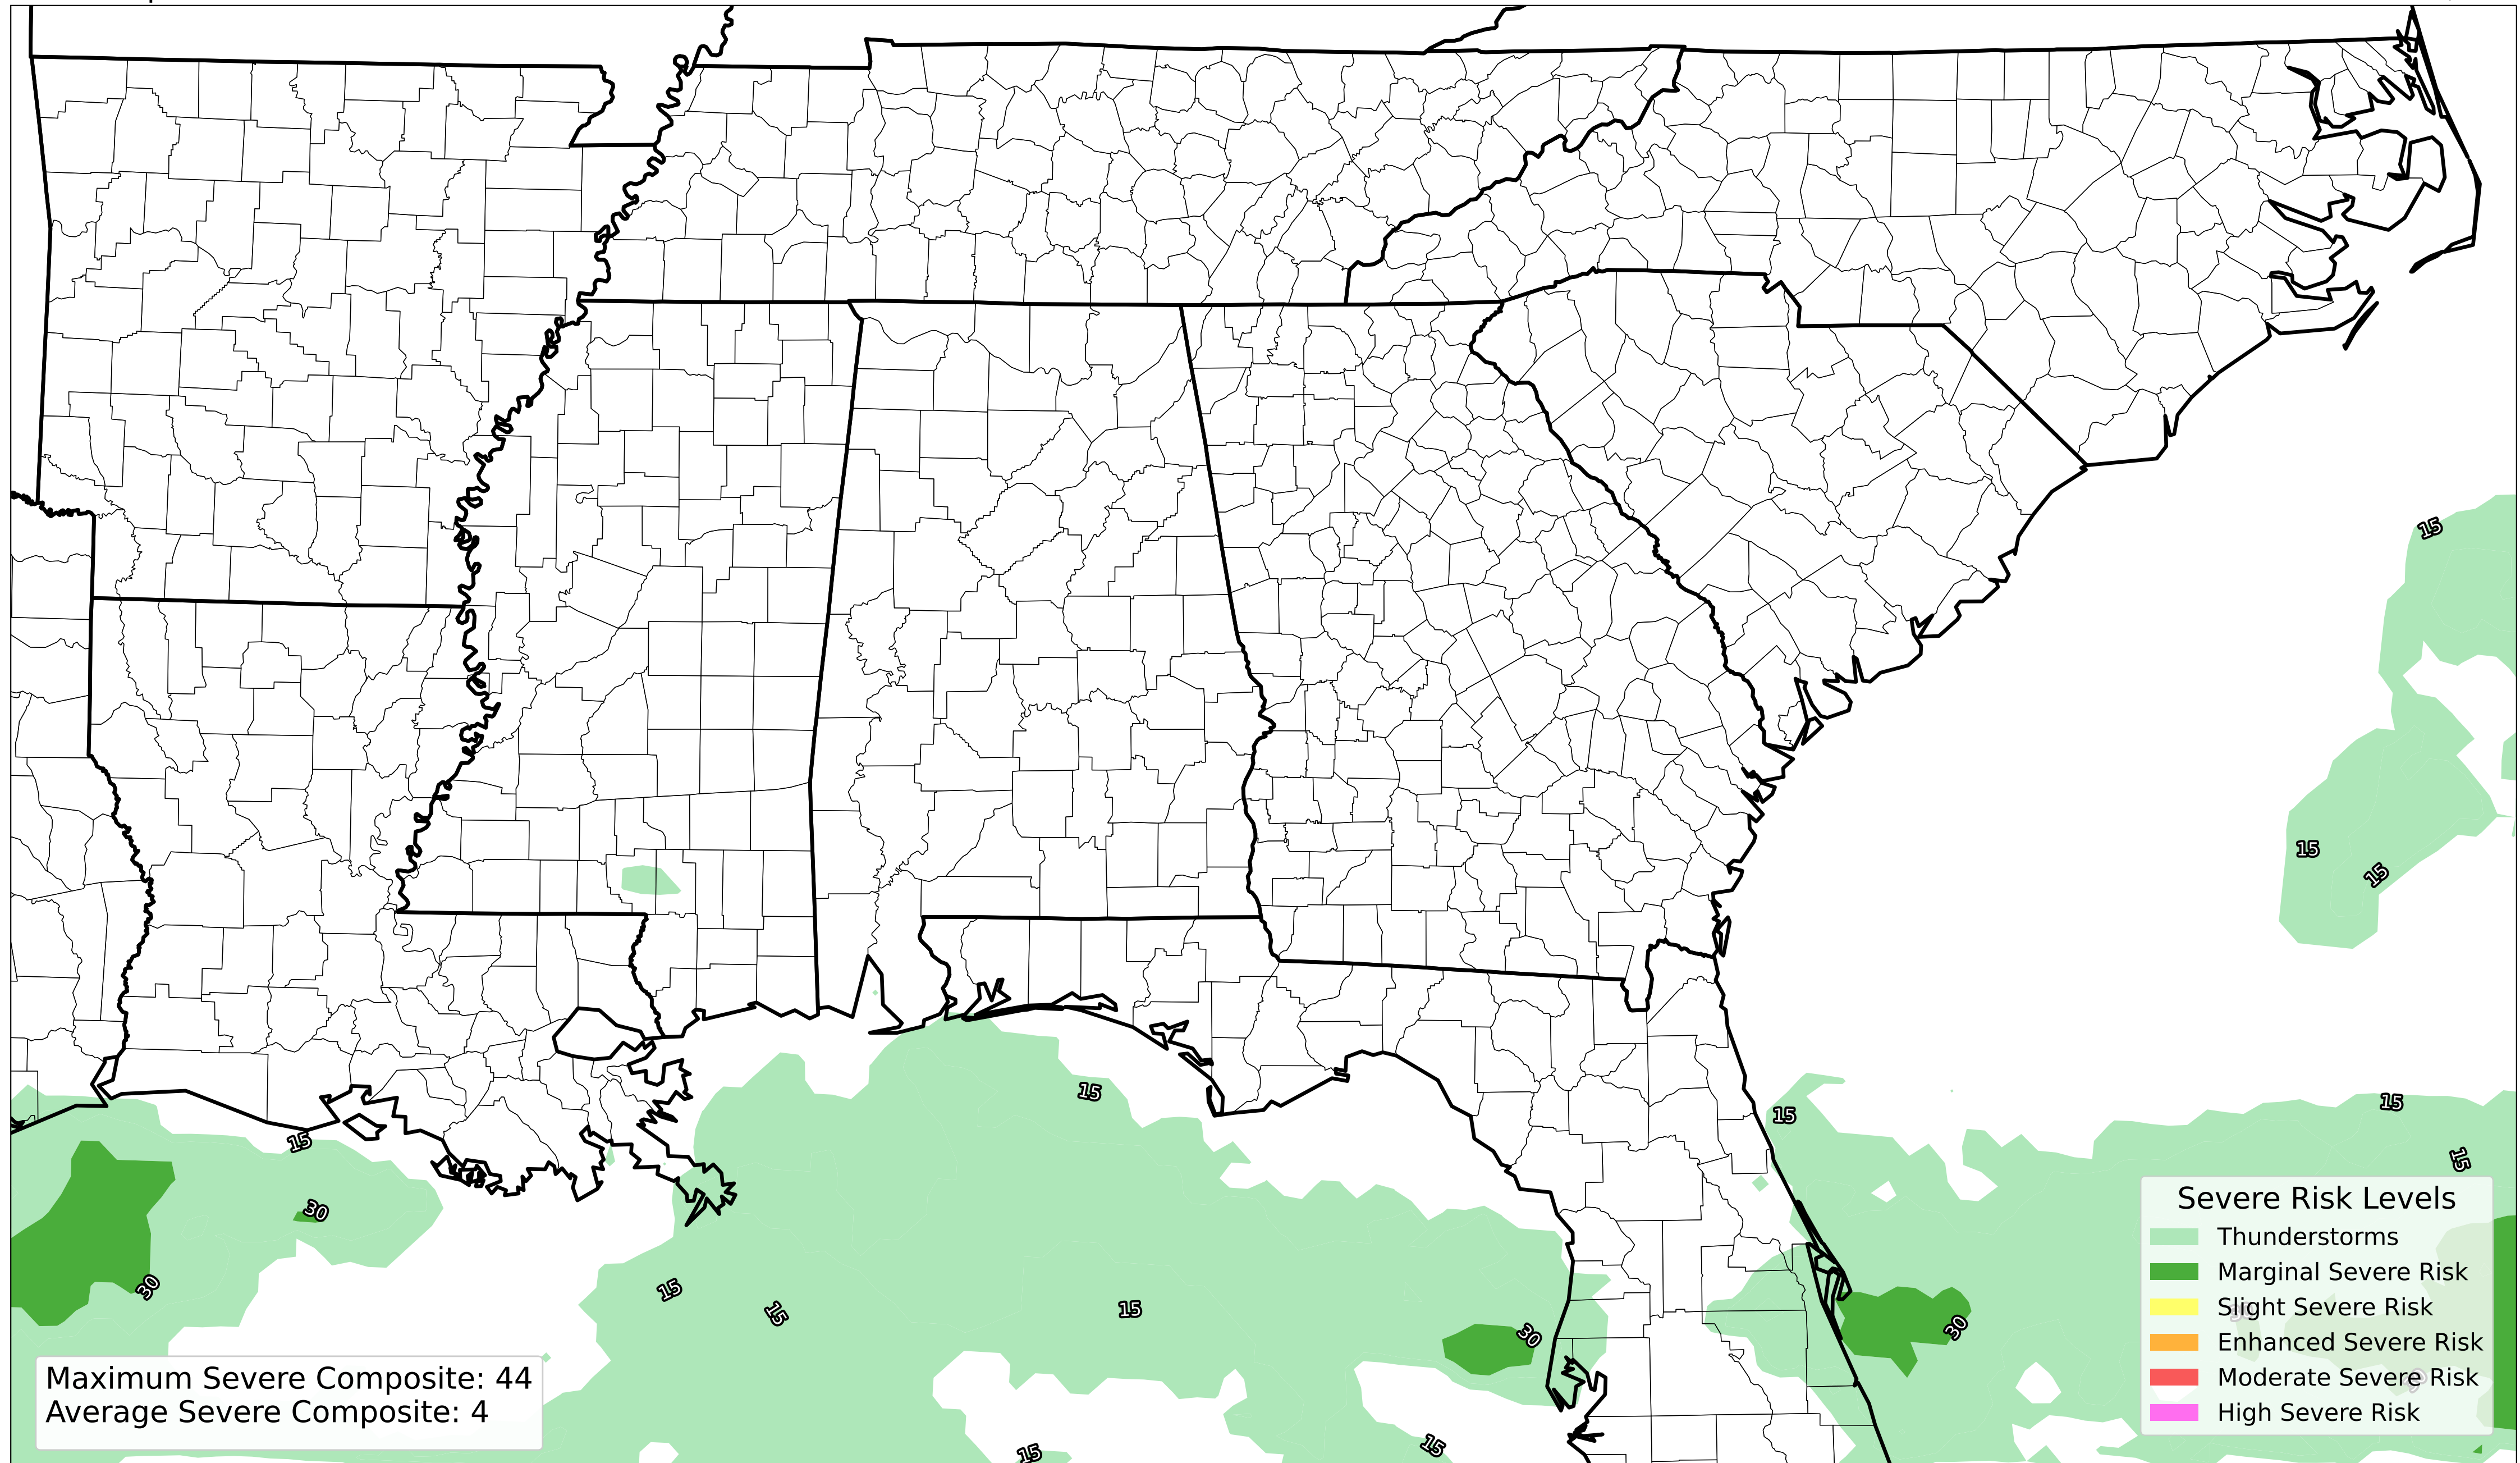 15
15
15
15
15
15
15
15
30
30
15
15
15
30
30
15
15
Severe Risk Levels
Thunderstorms
Marginal Severe Risk
Slight Severe Risk
Enhanced Severe Risk
Moderate Severe Risk
High Severe Risk
Maximum Severe Composite: 44
Average Severe Composite: 4